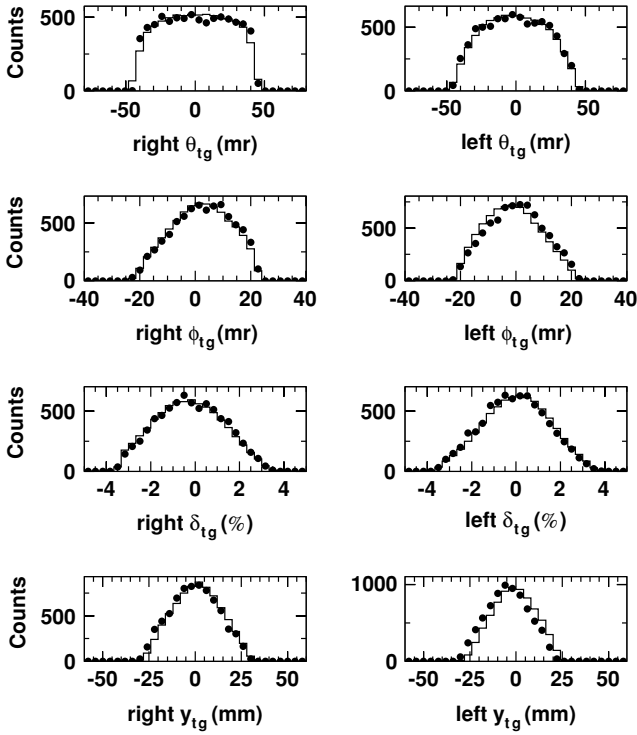 Counts
500
0
-50 0 50
right θtg (mr)
500
0
-50 0 50
left θtg (mr)
Counts
500
0
-40 -20 0 20 40
right ϕtg (mr)
500
0
-40 -20 0 20 40
left ϕtg (mr)
500
0
-4 -2 0 2 4
right δtg (%)
500
0
-4 -2 0 2 4
left δtg (%)
Counts
500
0
-50 -25 0 25 50
right ytg (mm)
1000
0
-50 -25 0 25 50
left ytg (mm)